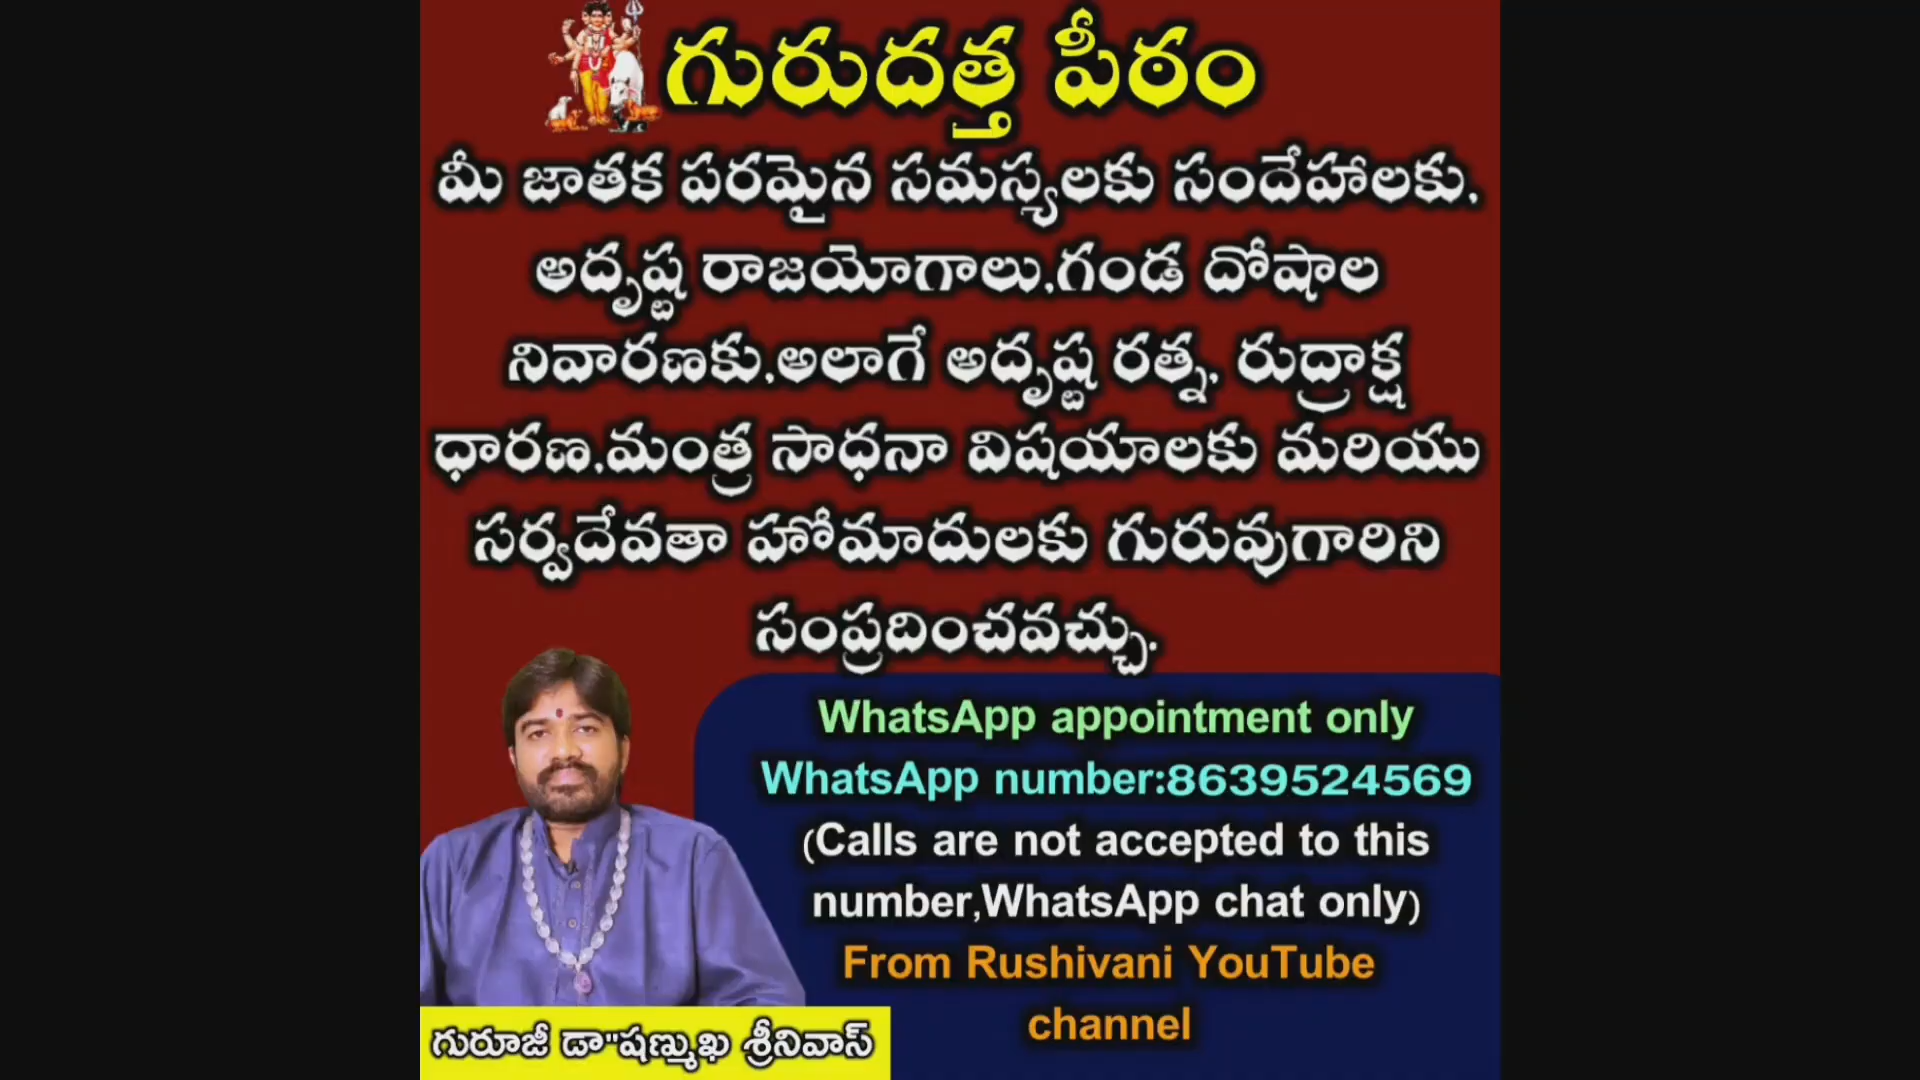 గురుదత్త పీఠం
మీ జాతక పరమైన సమస్యలకు సందేహాలకు,
అదృష్ట రాజయోగాలు,గండ దోషాల
నివారణకు,అలాగే అదృష్ట రత్న, రుద్రాక్ష
ధారణ,మంత్ర సాధనా విషయాలకు మరియు
సర్వదేవతా హోమాదులకు గురువుగారిని
సంప్రదించవచ్చు.
WhatsApp appointment only
WhatsApp number:8639524569
(Calls are not accepted to this
number,WhatsApp chat only)
From Rushivani YouTube
channel
గురూజీ డా"షణ్ముఖ శ్రీనివాస్